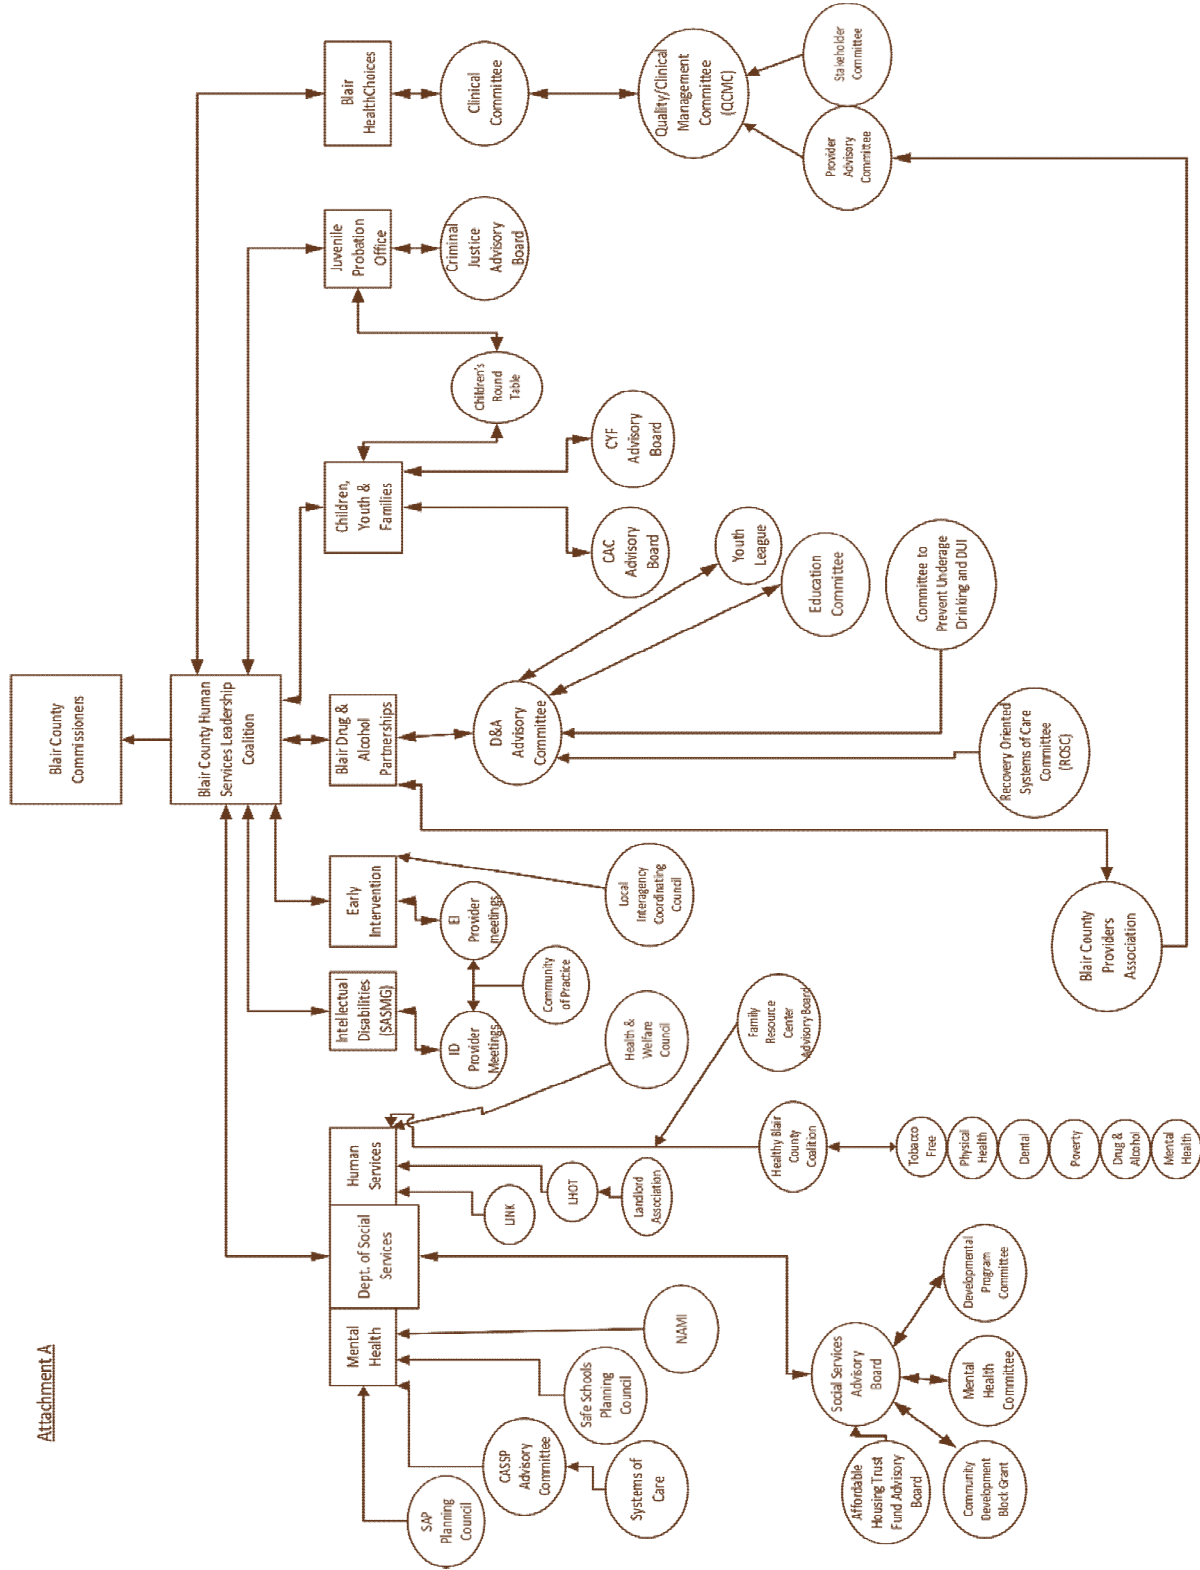 Attachment A
Blair County
Commissioners
Blair County Human
Services Leadership
Coalition
Mental
Health
Dept. of Social
Services
Human
Services
Intellectual
Disabilities
(SASMG)
Early
Intervention
Blair Drug &
Alcohol
Partnerships
Children,
Youth &
Families
Juvenile
Probation
Office
Blair
HealthChoices
SAP
Planning
Council
CASSP
Advisory
Committee
Systems of
Care
Safe Schools
Planning
Council
NAMI
LINK
LHOT
Landlord
Association
ID
Provider
Meetings
EI
Provider
meetings
Community
of Practice
Health &
Welfare
Council
Local
Interagency
Coordinating
Council
Family
Resource
Center
Advisory Board
Healthy Blair
County
Coalition
Tobacco
Free
Physical
Health
Dental
Poverty
Drug &
Alcohol
Mental
Health
Social Services
Advisory
Board
Affordable
Housing Trust
Fund Advisory
Board
Community
Development
Block Grant
Mental
Health
Committee
Developmental
Program
Committee
D&A
Advisory
Committee
Youth
League
Education
Committee
Committee to
Prevent Underage
Drinking and DUI
Recovery Oriented
Systems of Care
Committee
(ROSC)
Blair County
Providers
Association
CAC
Advisory
Board
CYF
Advisory
Board
Children's
Round
Table
Criminal
Justice
Advisory
Board
Clinical
Committee
Quality/Clinical
Management
Committee
(QCMC)
Provider
Advisory
Committee
Stakeholder
Committee